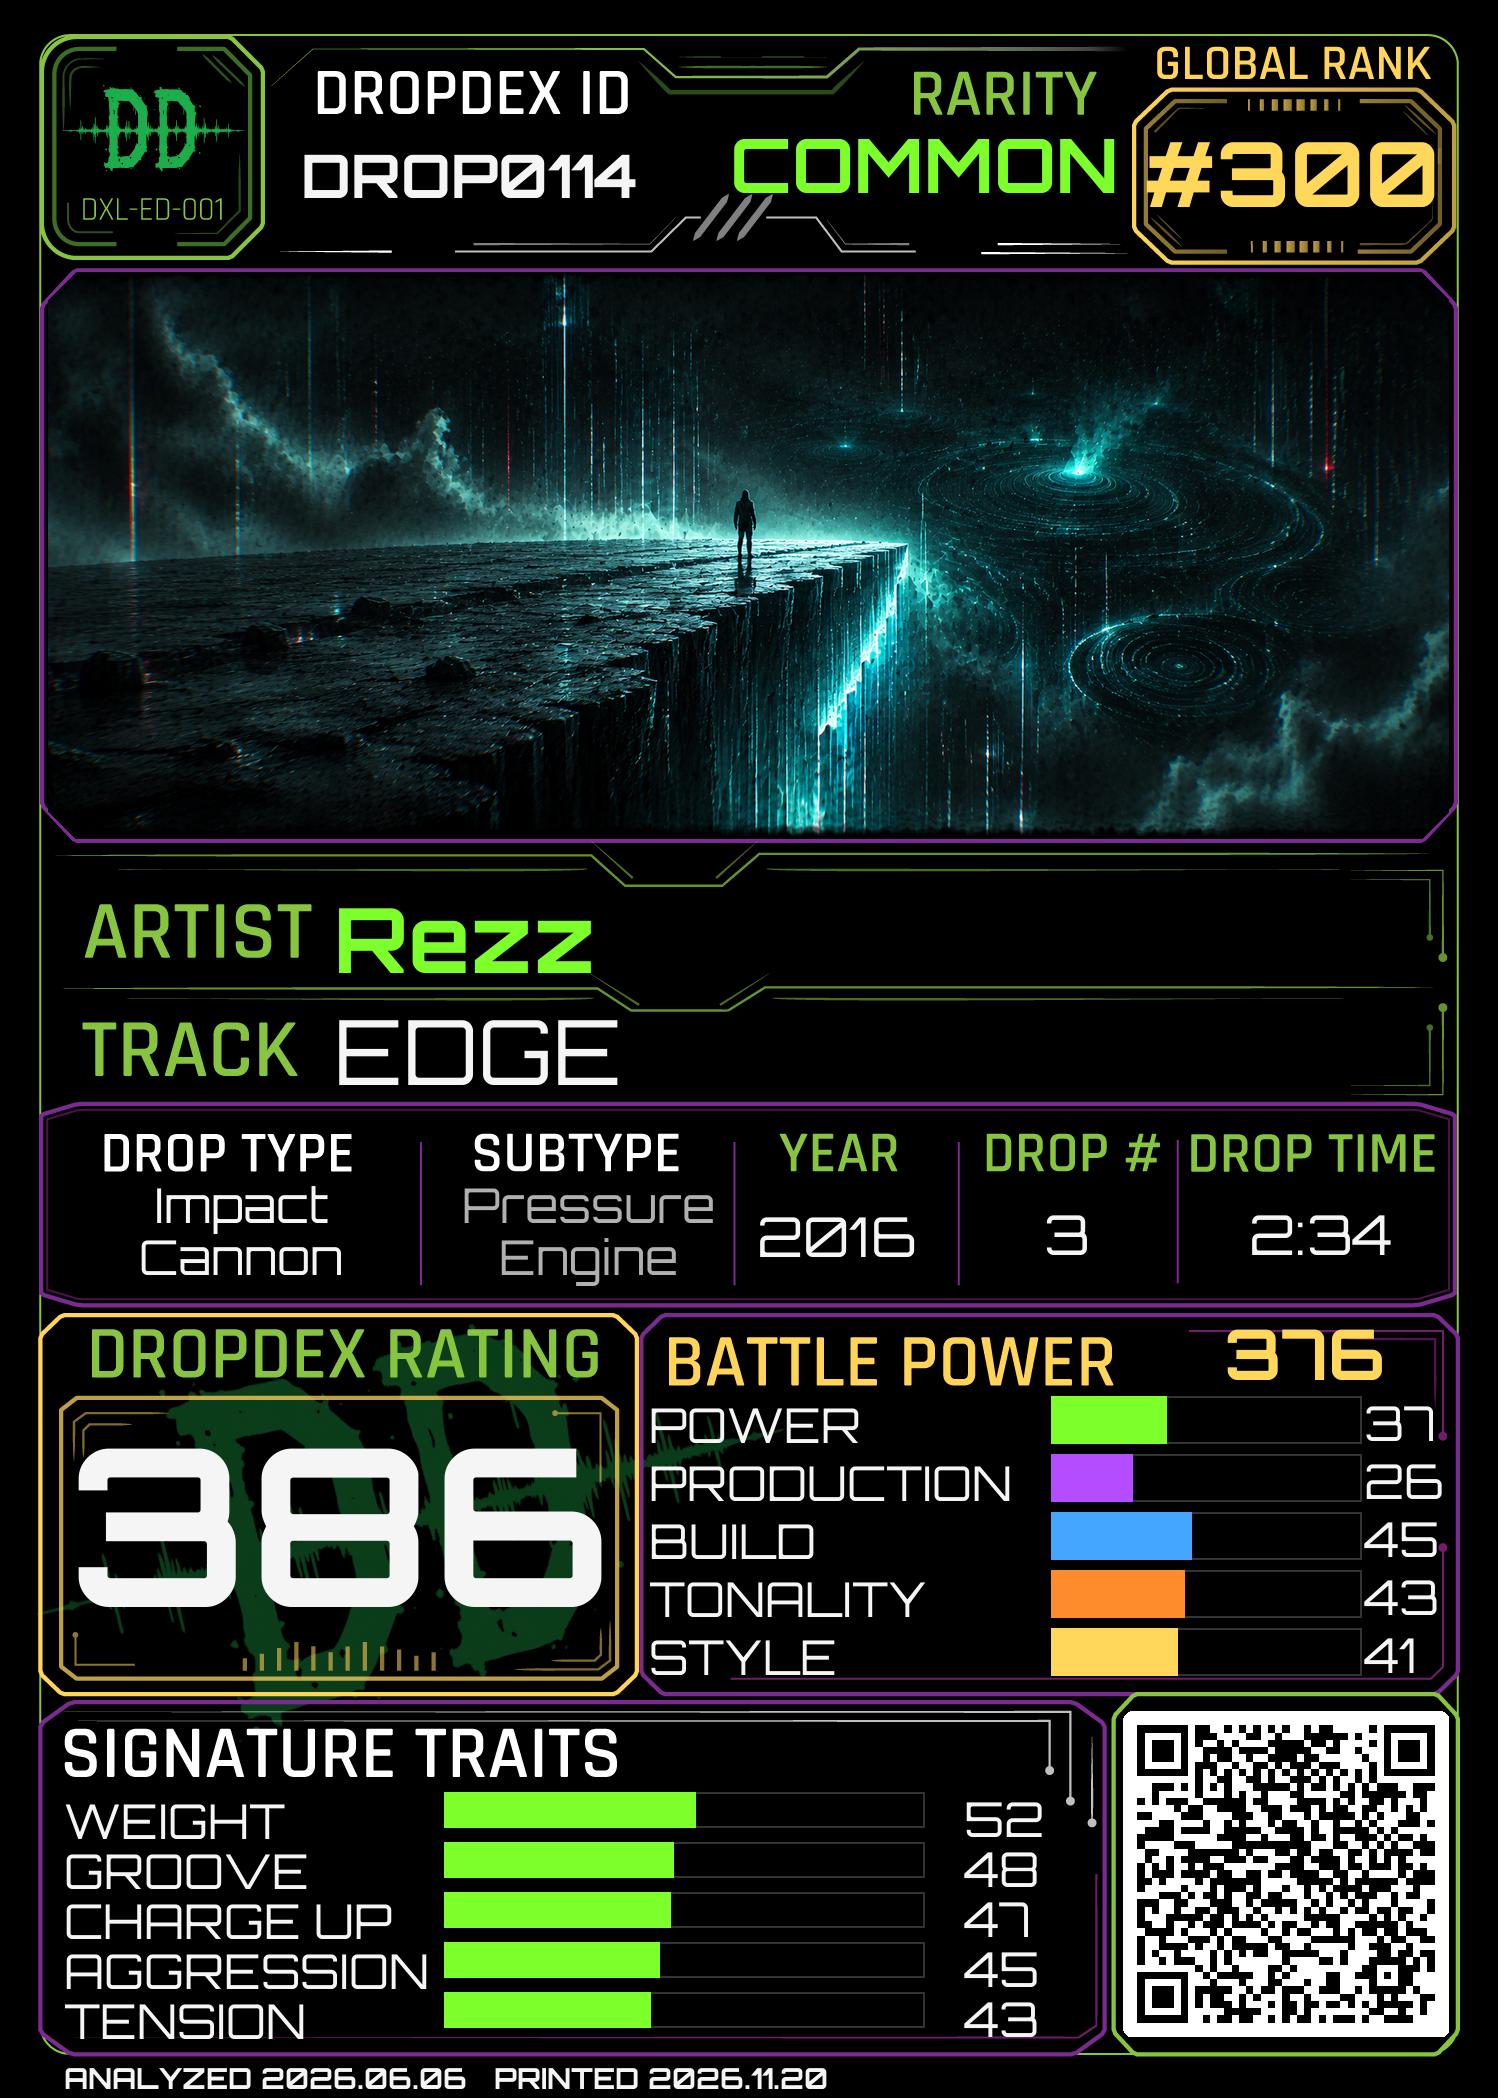 DD
DXL-ED-001
DROPDEX ID
DROP0114
RARITY
COMMON
GLOBAL RANK
#300
ARTIST Rezz
TRACK EDGE
DROP TYPE
Impact
Cannon
SUBTYPE
Pressure
Engine
YEAR
2016
DROP #
3
DROP TIME
2:34
DROPDEX RATING
386
BATTLE POWER 376
POWER 37
PRODUCTION 26
BUILD 45
TONALITY 43
STYLE 41
SIGNATURE TRAITS
WEIGHT 52
GROOVE 48
CHARGE UP 47
AGGRESSION 45
TENSION 43
ANALYZED 2026.06.06 PRINTED 2026.11.20